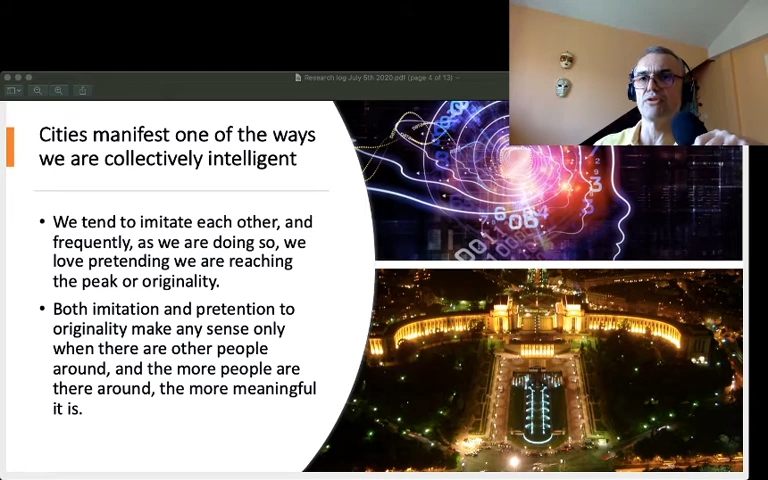 Research log July 5th 2020.pdf (page 4 of 13)
Cities manifest one of the ways
we are collectively intelligent
• We tend to imitate each other, and
frequently, as we are doing so, we
love pretending we are reaching
the peak or originality.
• Both imitation and pretention to
originality make any sense only
when there are other people
around, and the more people are
there around, the more meaningful
it is.